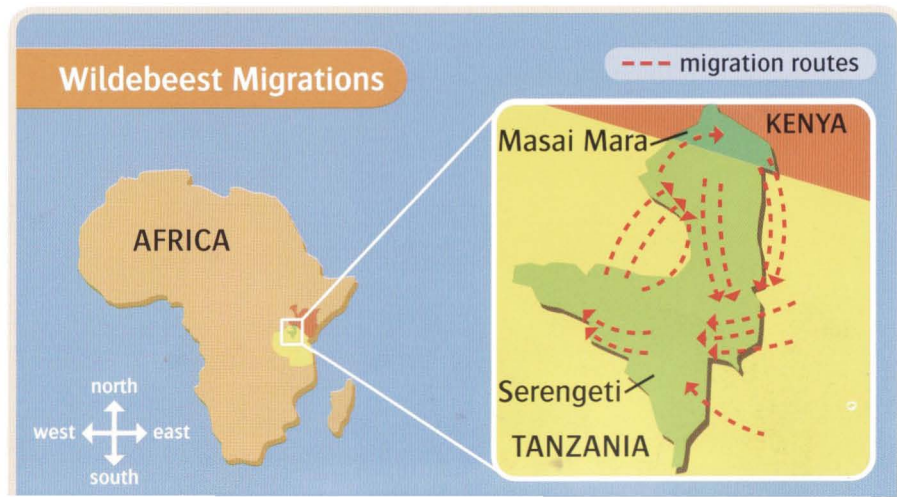 Wildebeest Migrations
migration routes
AFRICA
north
west
east
south
Masai Mara
KENYA
Serengeti
TANZANIA